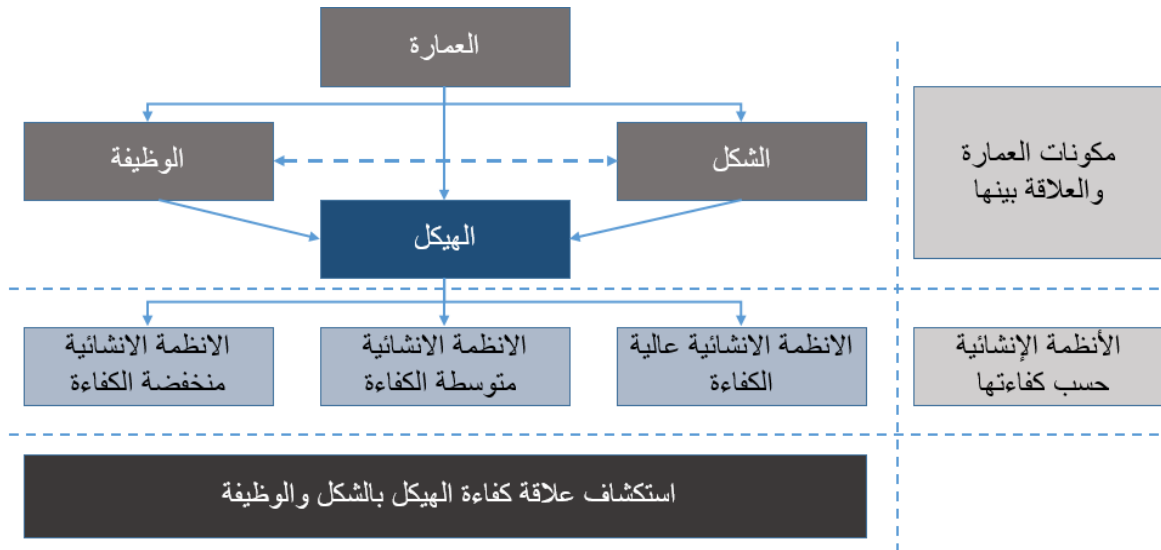 العمارة
الشكل
الوظيفة
مكونات العمارة
والعلاقة بينها
الهيكل
الأنظمة الإنشائية
حسب كفاءتها
الانظمة الانشائية عالية
الكفاءة
الانظمة الانشائية
متوسطة الكفاءة
الانظمة الانشائية
منخفضة الكفاءة
استكشاف علاقة كفاءة الهيكل بالشكل والوظيفة